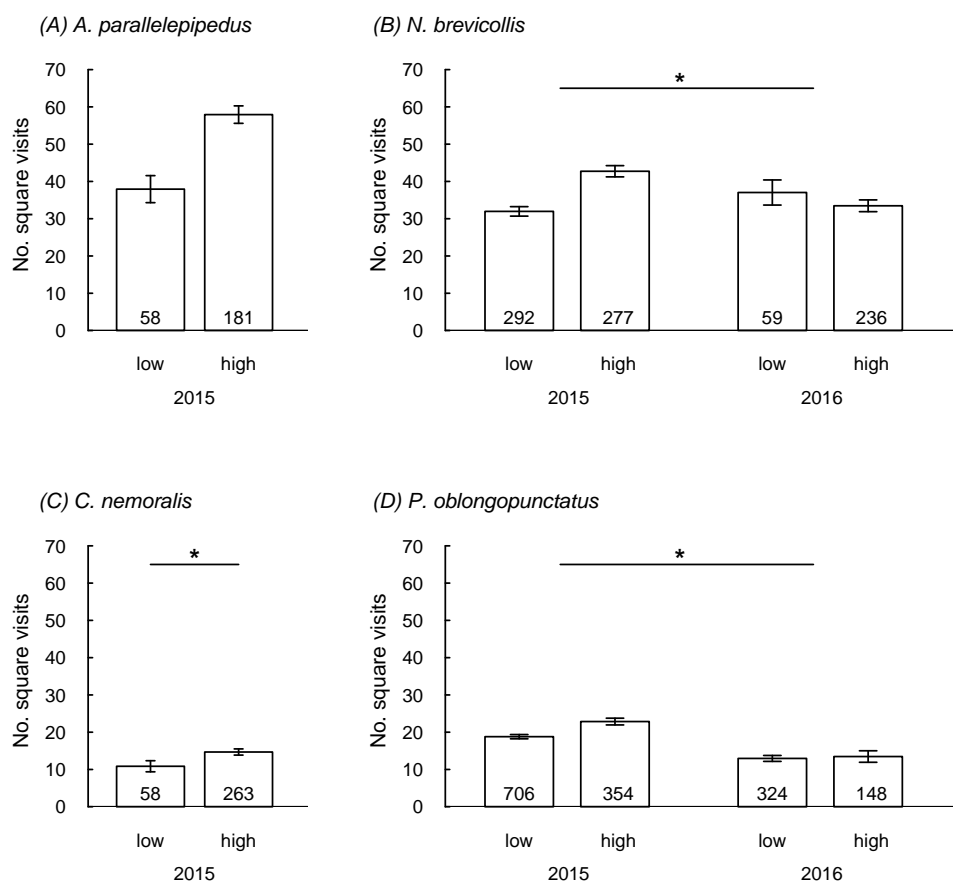 (A) A. parallelepipedus
70
60
50
40
30
20
10
0
No. square visits
58
181
low
high
2015
(B) N. brevicollis
70
60
50
40
30
20
10
0
No. square visits
*
292
277
59
236
low
high
low
high
2015
2016
(C) C. nemoralis
70
60
50
40
30
20
10
0
No. square visits
*
58
263
low
high
2015
(D) P. oblongopunctatus
70
60
50
40
30
20
10
0
No. square visits
*
706
354
324
148
low
high
low
high
2015
2016